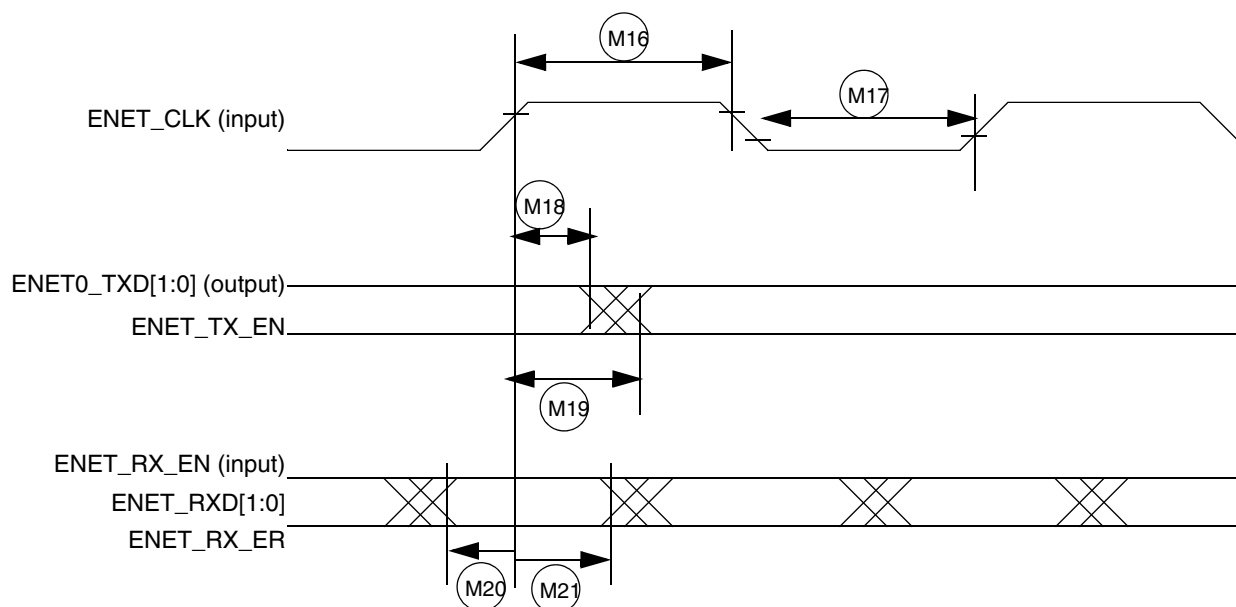 M16
M17
ENET_CLK (input)
M18
ENET0_TXD[1:0] (output)
ENET_TX_EN
M19
ENET_RX_EN (input)
ENET_RXD[1:0]
ENET_RX_ER
M20
M21